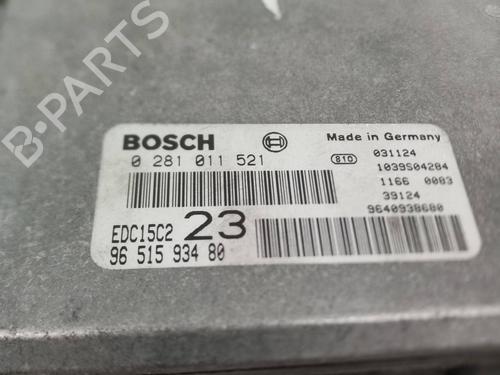 B-PARTS
BOSCH
Made in Germany
0 281 011 521
810
031124
1039S04284
1166 0083
39124
9640938680
EDC15C2 23
96 515 934 80